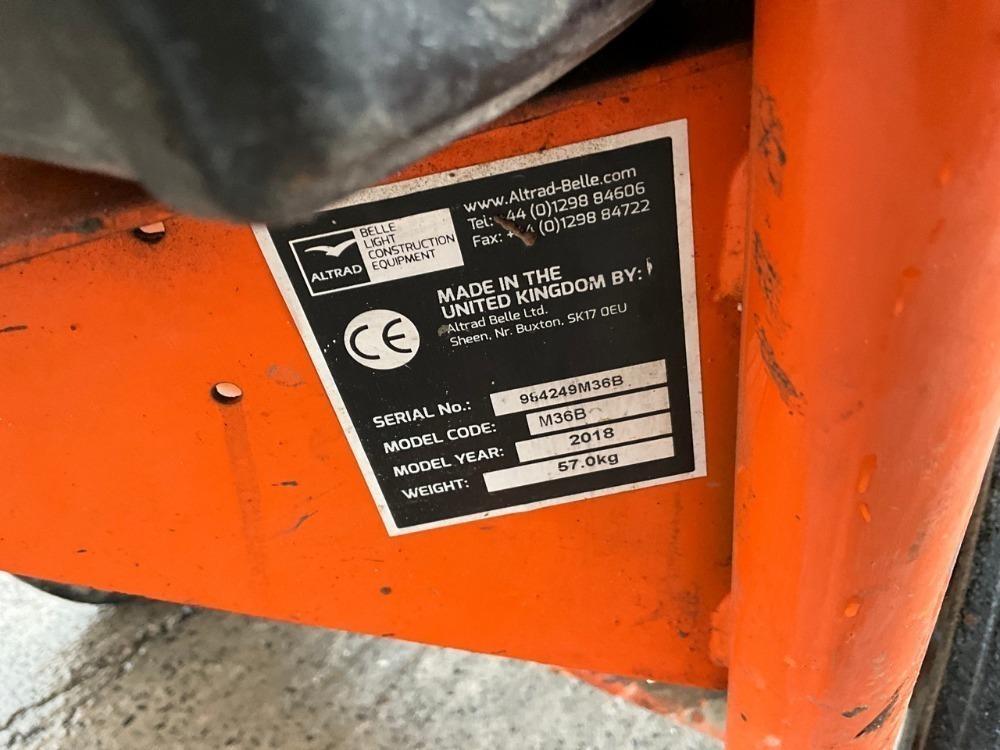 ALTRAD
BELLE
LIGHT
CONSTRUCTION
EQUIPMENT
www.Altrad-Belle.com
Tel: +44 (0)1298 84606
Fax: +44 (0)1298 84722
MADE IN THE
UNITED KINGDOM BY:
Altrad Belle Ltd.
Sheen, Nr. Buxton, SK17 0EU
CE
SERIAL No.: 984249M36B
MODEL CODE: M36B
MODEL YEAR: 2018
WEIGHT: 57.0kg